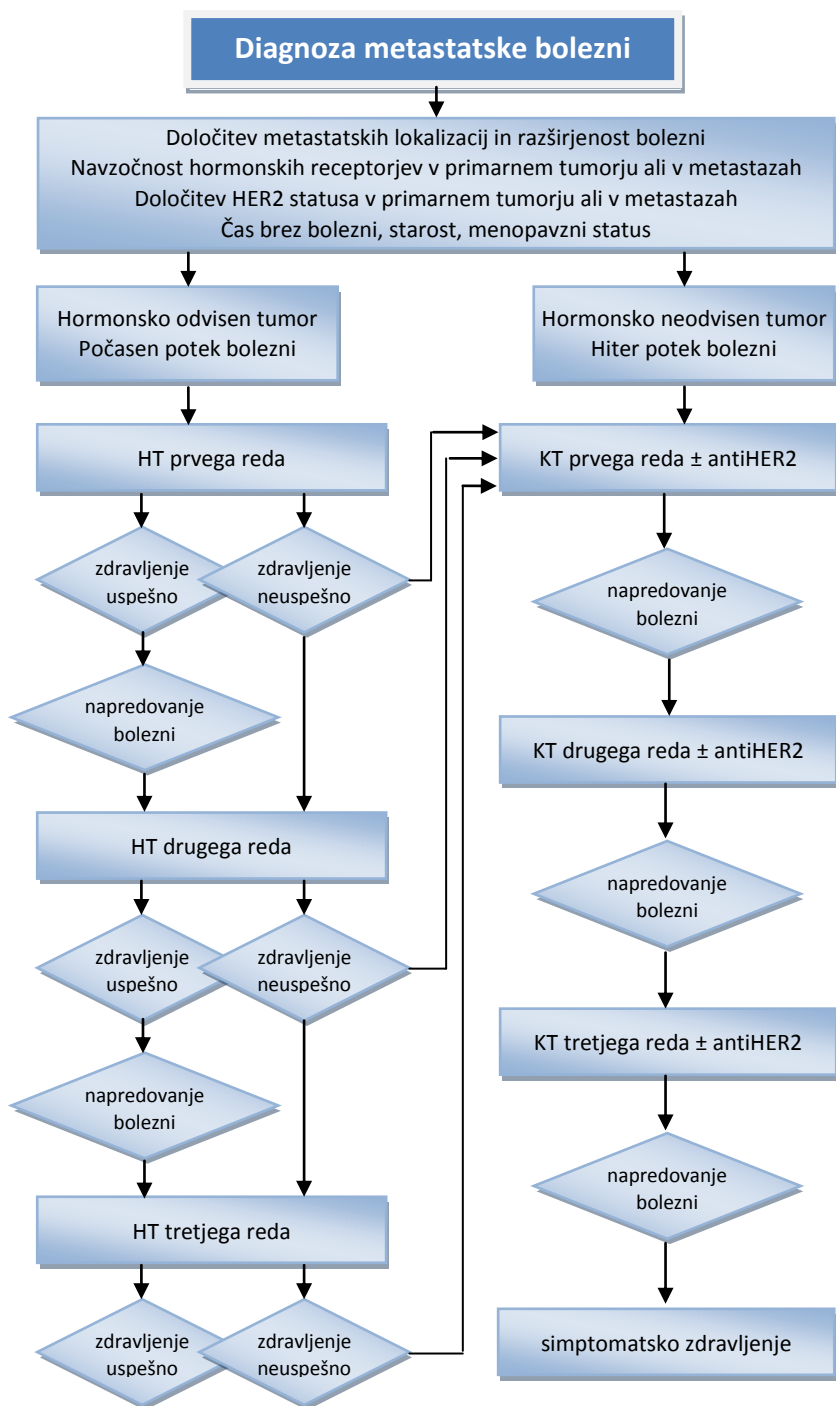 Diagnoza metastatske bolezni
Določitev metastatskih lokalizacij in razširjenost bolezni
Navzočnost hormonskih receptorjev v primarnem tumorju ali v metastazah
Določitev HER2 statusa v primarnem tumorju ali v metastazah
Čas brez bolezni, starost, menopavzni status
Hormonsko odvisen tumor
Počasen potek bolezni
HT prvega reda
zdravljenje
uspešno
zdravljenje
neuspešno
napredovanje
bolezni
HT drugega reda
zdravljenje
uspešno
zdravljenje
neuspešno
napredovanje
bolezni
HT tretjega reda
zdravljenje
uspešno
zdravljenje
neuspešno
Hormonsko neodvisen tumor
Hiter potek bolezni
KT prvega reda ± antiHER2
napredovanje
bolezni
KT drugega reda ± antiHER2
napredovanje
bolezni
KT tretjega reda ± antiHER2
napredovanje
bolezni
simptomatsko zdravljenje